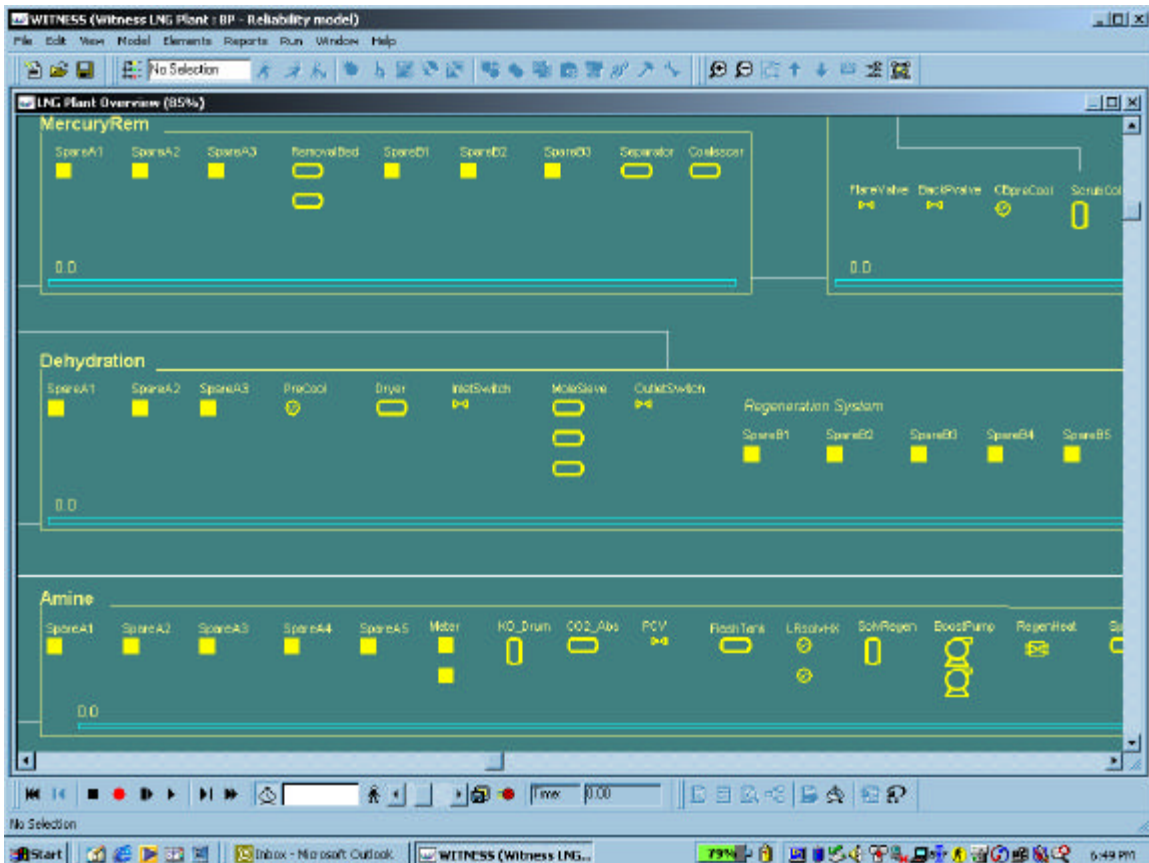 WITNESS (Witness LNG Plant : BP - Reliability model)
File Edit View Model Elements Reports Run Window Help
No Selection
LNG Plant Overview (85%)
MercuryRem
SpareA1 SpareA2 SpareA3 RemovalBed SpareB1 SpareB2 SpareB3 Separator Coalescer
FlareValve BackPvalve CBpreCool ScrubCol
0.0 0.0
Dehydration
SpareA1 SpareA2 SpareA3 PreCool Dryer InletSwitch MoleSieve OutletSwitch
Regeneration System
SpareB1 SpareB2 SpareB3 SpareB4 SpareB5
0.0
Amine
SpareA1 SpareA2 SpareA3 SpareA4 SpareA5 Meter KO_Drum CO2_Abs PCV FlashTank LRsolvHX SolvRegen BoostPump RegenHeat
0.0
Time: 0.00
No Selection
Start Inbox - Microsoft Outlook WITNESS (Witness LNG... 79% 6:49 PM